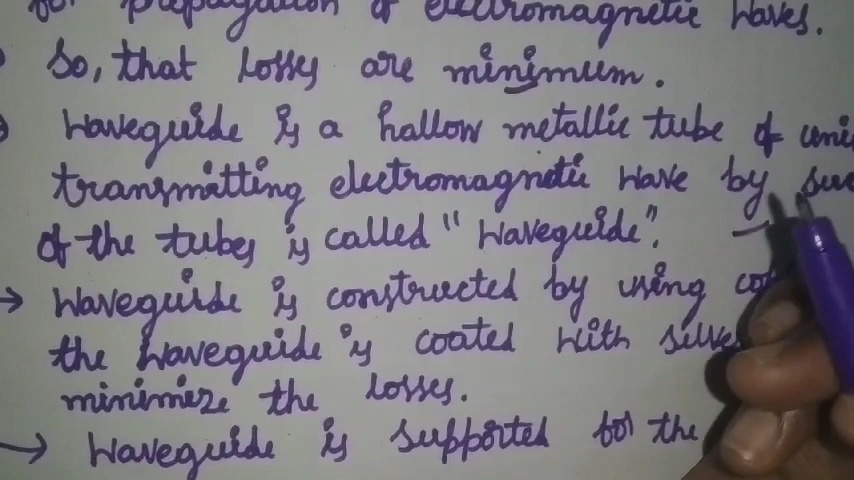 for propagation of electromagnetic waves.
So, that losses are minimum.
Waveguide is a hallow metallic tube of
transmitting electromagnetic wave by
of the tubes is called "Waveguide".
→ Waveguide is constructed by using
the waveguide is coated with
minimize the losses.
→ Waveguide is supported for the